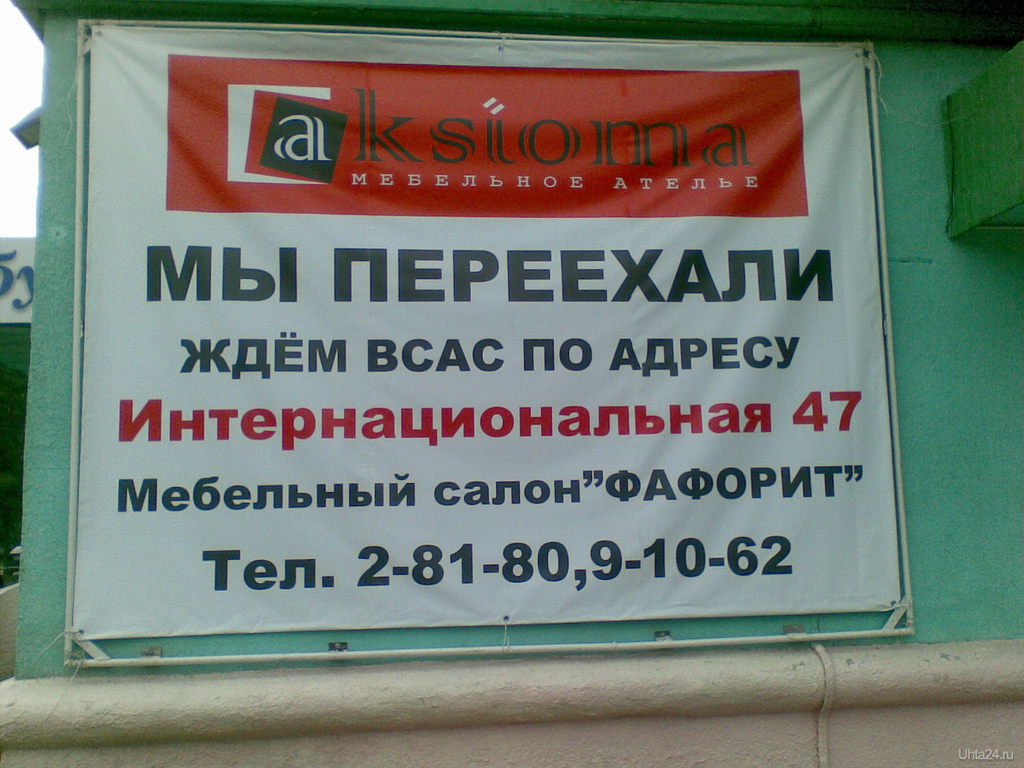 aksioma
МЕБЕЛЬНОЕ АТЕЛЬЕ
МЫ ПЕРЕЕХАЛИ
ЖДЁМ ВСАС ПО АДРЕСУ
Интернациональная 47
Мебельный салон”ФАФОРИТ”
Тел. 2-81-80,9-10-62
Uhta24.ru